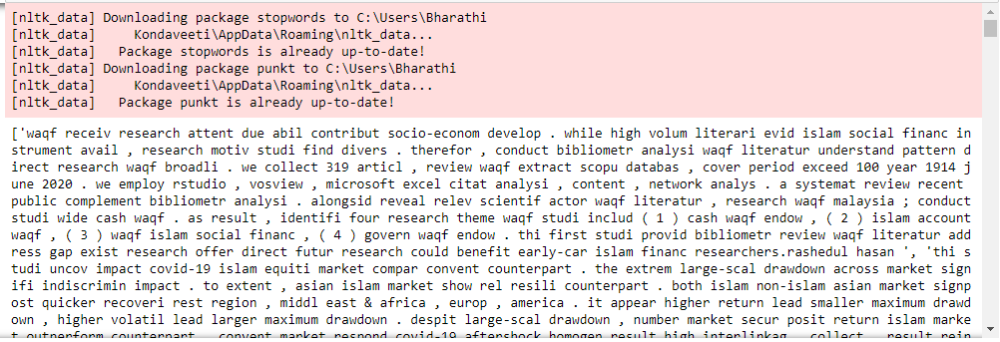 [nltk_data] Downloading package stopwords to C:\Users\Bharathi
[nltk_data]     Kondaveeti\AppData\Roaming\nltk_data...
[nltk_data]   Package stopwords is already up-to-date!
[nltk_data] Downloading package punkt to C:\Users\Bharathi
[nltk_data]     Kondaveeti\AppData\Roaming\nltk_data...
[nltk_data]   Package punkt is already up-to-date!
['waqf receiv research attent due abil contribut socio-econom develop . while high volum literari evid islam social financ in
strument avail , research motiv studi find divers . therefor , conduct bibliometr analysi waqf literatur understand pattern d
irect research waqf broadli . we collect 319 articl , review waqf extract scopu databas , cover period exceed 100 year 1914 j
une 2020 . we employ rstudio , vosview , microsoft excel citat analysi , content , network analys . a systemat review recent
public complement bibliometr analysi . alongsid reveal relev scientif actor waqf literatur , research waqf malaysia ; conduct
studi wide cash waqf . as result , identifi four research theme waqf studi includ ( 1 ) cash waqf endow , ( 2 ) islam account
waqf , ( 3 ) waqf islam social financ , ( 4 ) govern waqf endow . thi first studi provid bibliometr review waqf literatur add
ress gap exist research offer direct futur research could benefit early-car islam financ researchers.rashedul hasan ', 'thi s
tudi uncov impact covid-19 islam equiti market compar convent counterpart . the extrem large-scal drawdown across market sign
ifi indiscrimin impact . to extent , asian islam market show rel resili counterpart . both islam non-islam asian market signp
ost quicker recoveri rest region , middl east & africa , europ , america . it appear higher return lead smaller maximum drawd
own , higher volatil lead larger maximum drawdown . despit large-scal drawdown , number market secur posit return islam marke
t outperform counterpart . convent market respond covid-19 aftershock homogen result high interlinkag . collect , result rein